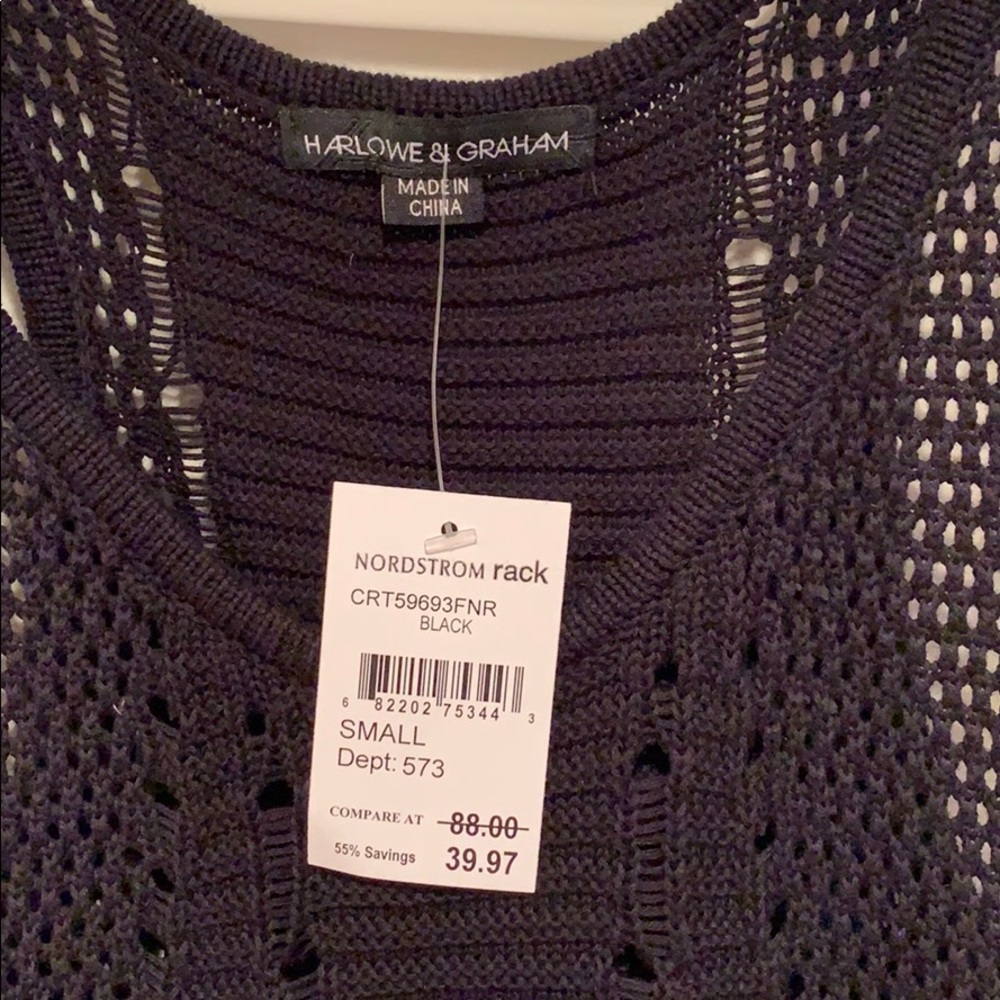 HARLOWE & GRAHAM
MADE IN
CHINA
NORDSTROM rack
CRT59693FNR
BLACK
6 82202 75344 3
SMALL
Dept: 573
COMPARE AT 88.00
55% Savings 39.97